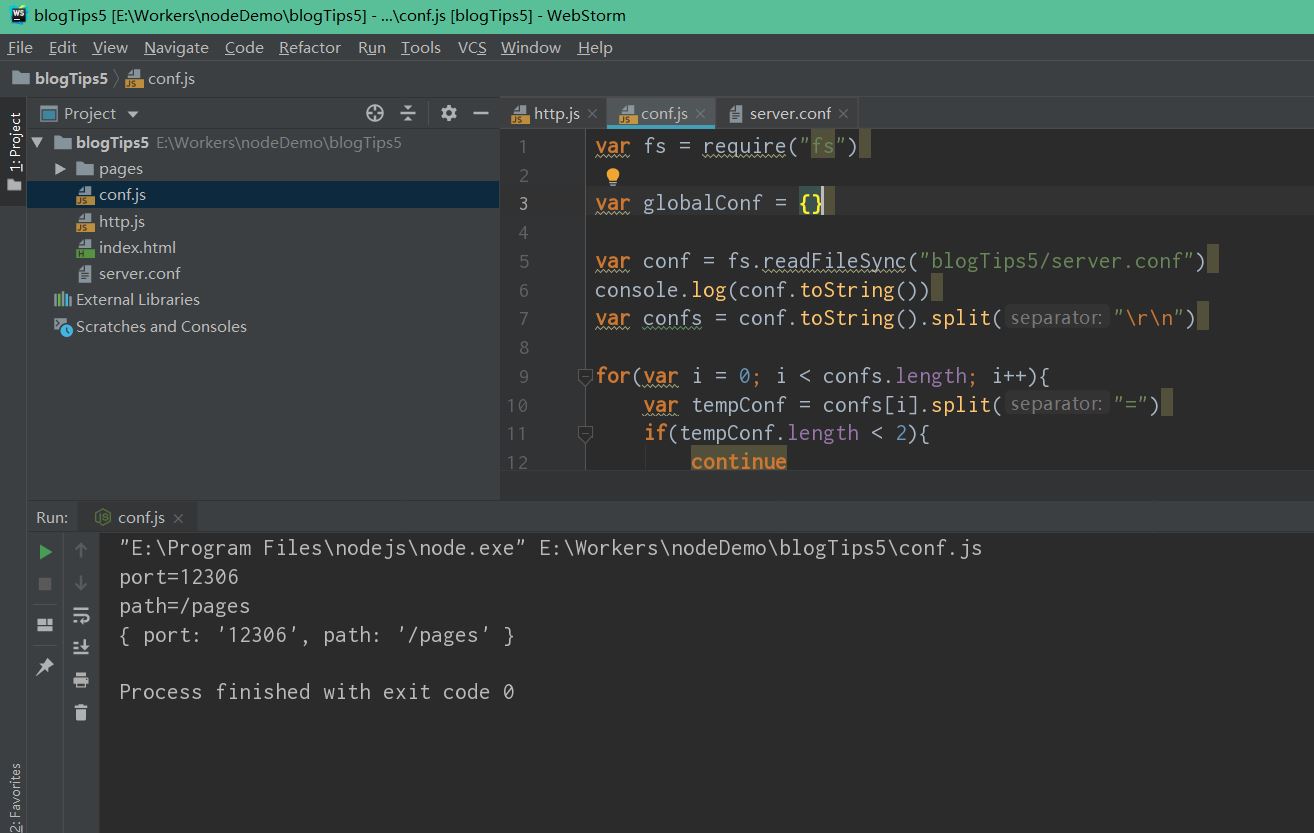 blogTips5 [E:\Workers\nodeDemo\blogTips5] - ...\conf.js [blogTips5] - WebStorm
File Edit View Navigate Code Refactor Run Tools VCS Window Help
blogTips5 conf.js
1: Project
Project
blogTips5 E:\Workers\nodeDemo\blogTips5
pages
conf.js
http.js
index.html
server.conf
External Libraries
Scratches and Consoles
http.js conf.js server.conf
1 var fs = require("fs")
2
3 var globalConf = {}
4
5 var conf = fs.readFileSync("blogTips5/server.conf")
6 console.log(conf.toString())
7 var confs = conf.toString().split( separator: "\r\n")
8
9 for(var i = 0; i < confs.length; i++){
10 var tempConf = confs[i].split( separator: "=")
11 if(tempConf.length < 2){
12 continue
Run: conf.js
"E:\Program Files\nodejs\node.exe" E:\Workers\nodeDemo\blogTips5\conf.js
port=12306
path=/pages
{ port: '12306', path: '/pages' }
Process finished with exit code 0
2: Favorites